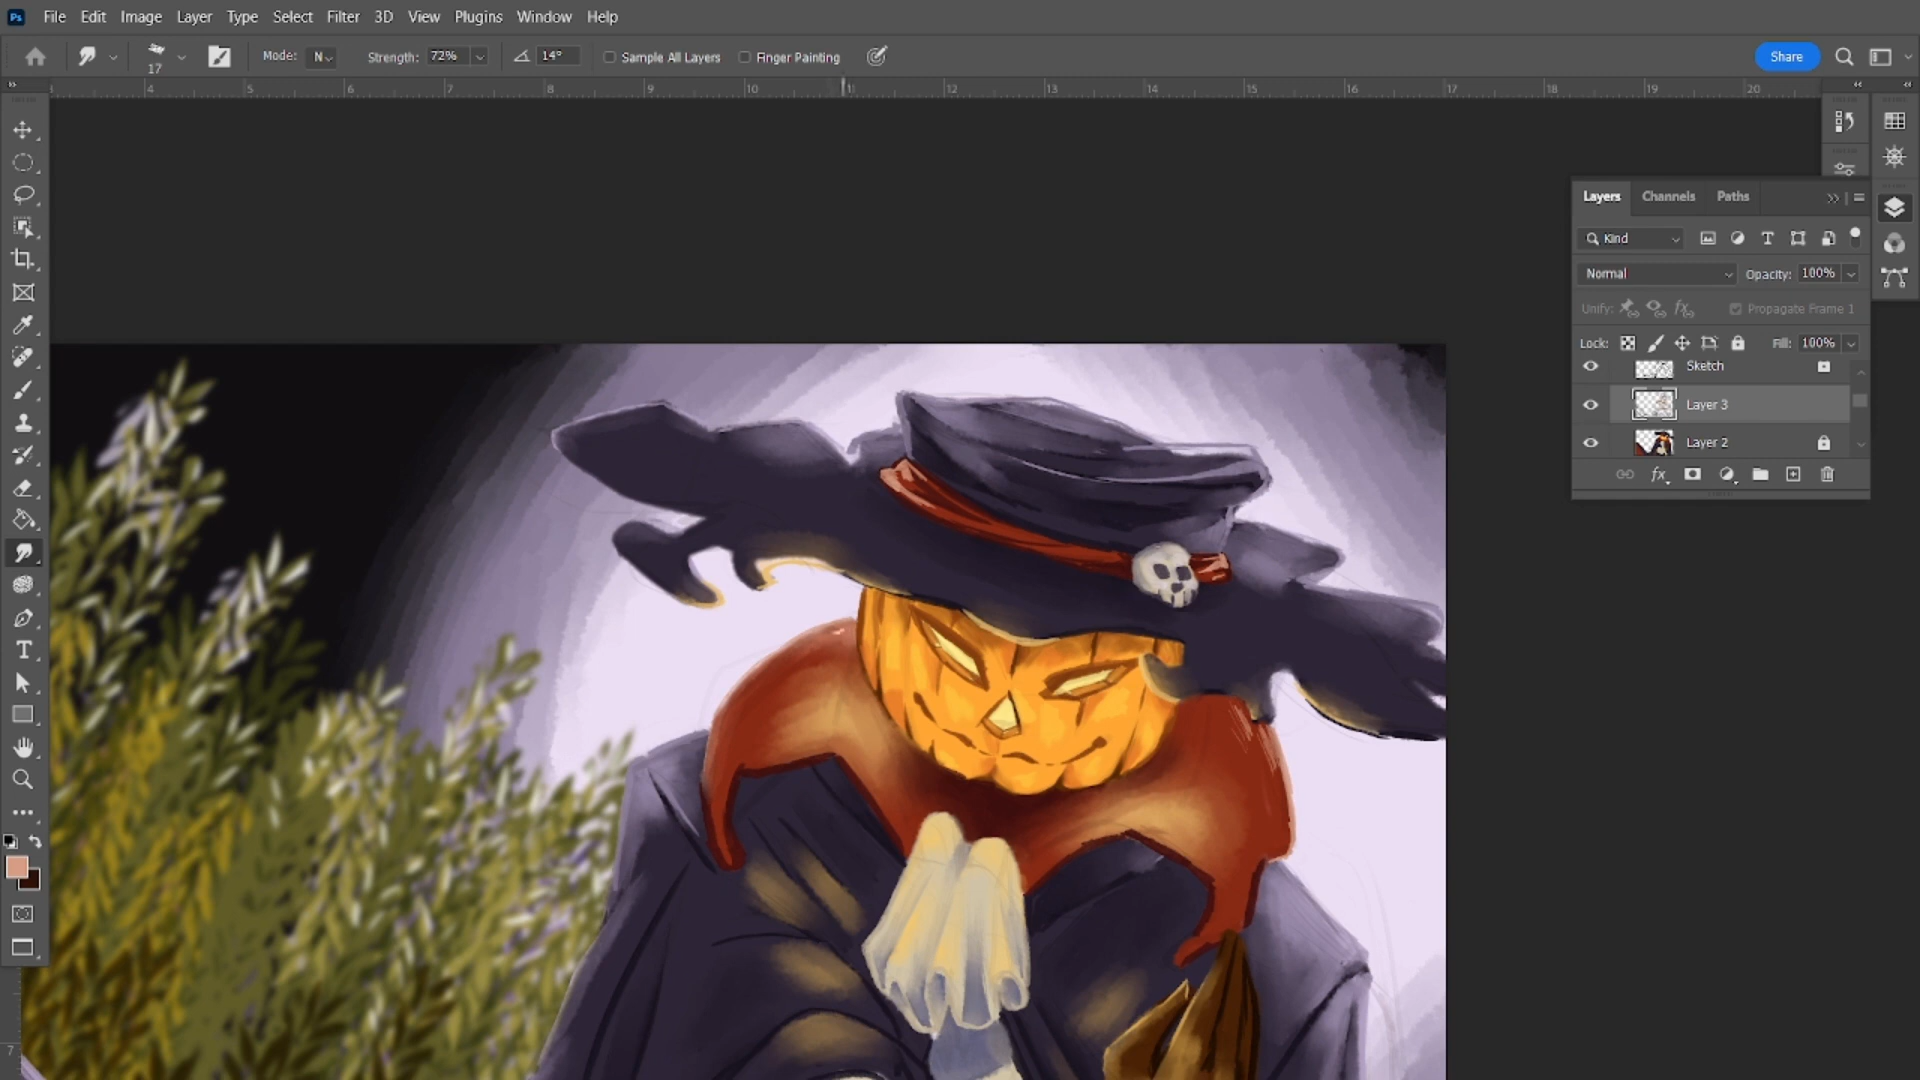 Ps File Edit Image Layer Type Select Filter 3D View Plugins Window Help
17 Mode: N Strength: 72% 14° Sample All Layers Finger Painting Share
4 5 6 7 8 9 10 11 12 13 14 15 16 17 18 19 20
Layers Channels Paths
Kind
Normal Opacity: 100%
Unify: Propagate Frame 1
Lock: Fill: 100%
Sketch
Layer 3
Layer 2
fx
7